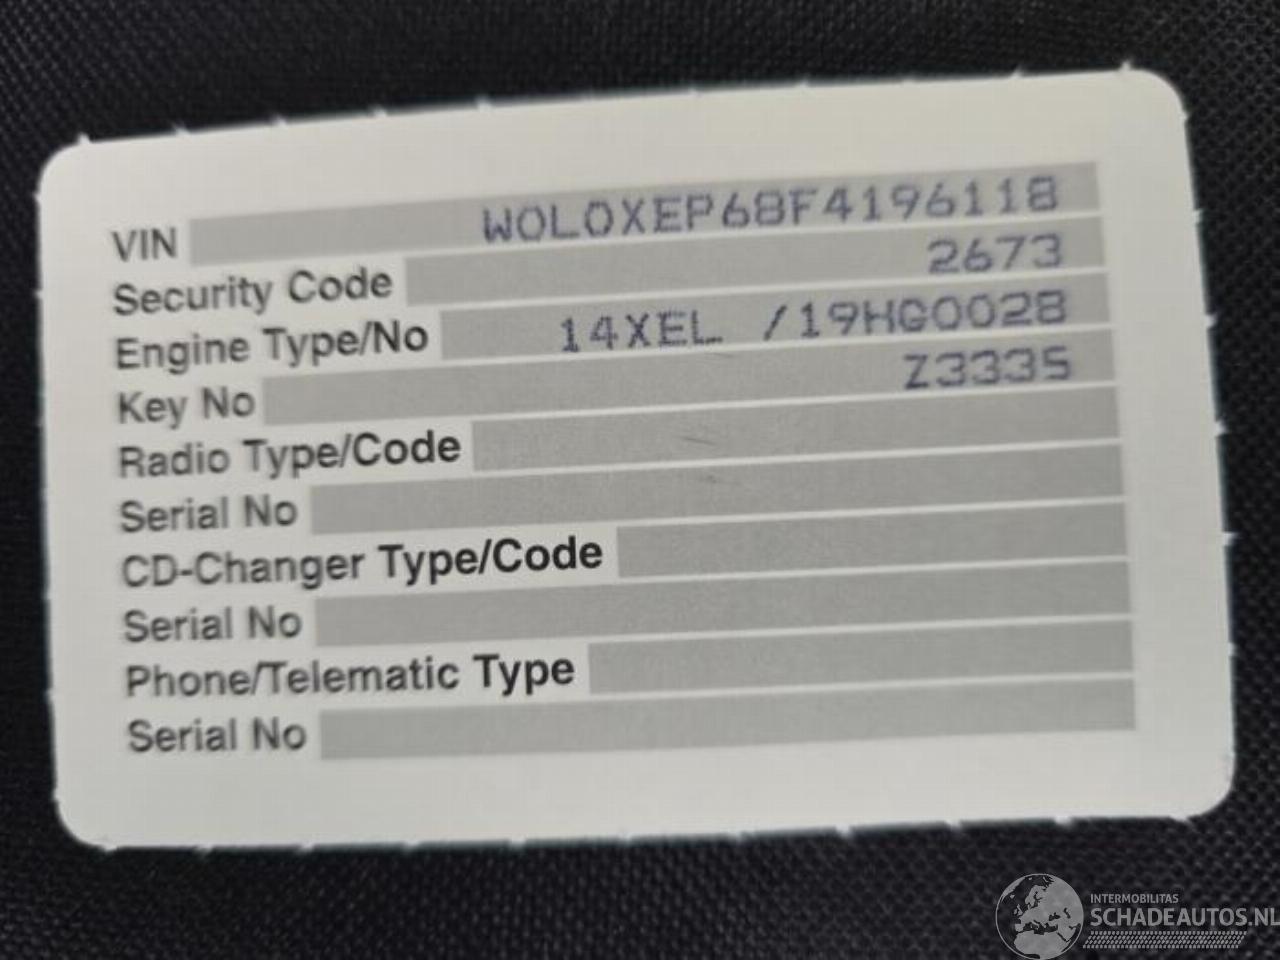 VIN W0L0XEP68F4196118
Security Code 2673
Engine Type/No 14XEL /19HG0028
Key No Z3335
Radio Type/Code
Serial No
CD-Changer Type/Code
Serial No
Phone/Telematic Type
Serial No
INTERMOBILITAS
SCHADEAUTOS.NL